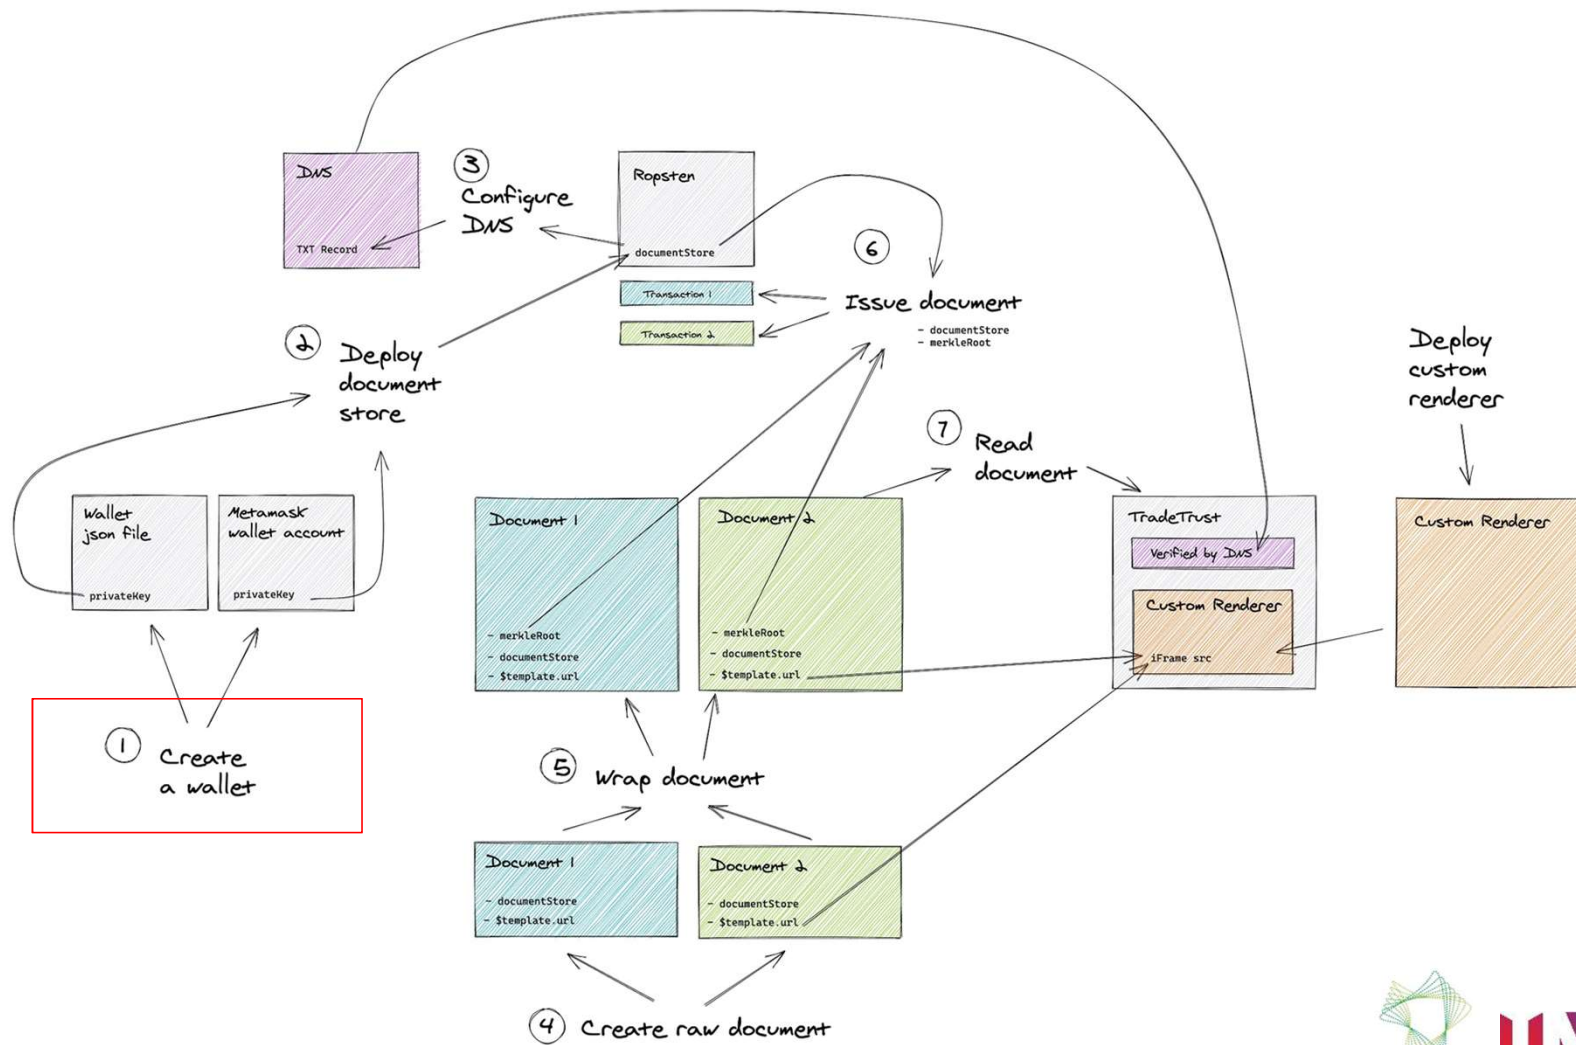 DNS
TXT Record
3
Configure
DNS
Ropsten
documentStore
Transaction 1
Transaction 2
6
Issue document
- documentStore
- merkleRoot
2
Deploy
document
store
Deploy
custom
renderer
7
Read
document
Wallet
json file
privateKey
Metamask
wallet account
privateKey
Document 1
- merkleRoot
- documentStore
- $template.url
Document 2
- merkleRoot
- documentStore
- $template.url
TradeTrust
Verified by DNS
Custom Renderer
iFrame src
Custom Renderer
1
Create
a wallet
5
Wrap document
Document 1
- documentStore
- $template.url
Document 2
- documentStore
- $template.url
4
Create raw document